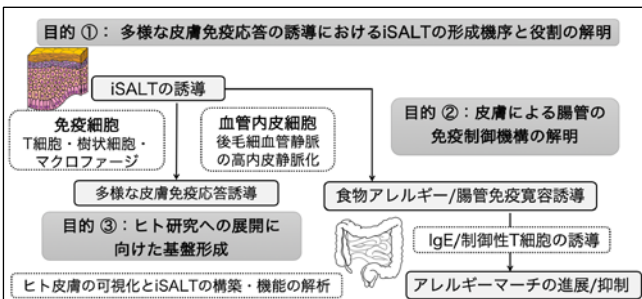 目的 ①： 多様な皮膚免疫応答の誘導におけるiSALTの形成機序と役割の解明
iSALTの誘導
免疫細胞
T細胞・樹状細胞・
マクロファージ
血管内皮細胞
後毛細血管静脈
の高内皮静脈化
目的 ②：皮膚による腸管の
免疫制御機構の解明
多様な皮膚免疫応答誘導
食物アレルギー/腸管免疫寛容誘導
目的 ③：ヒト研究への展開に
向けた基盤形成
IgE/制御性T細胞の誘導
ヒト皮膚の可視化とiSALTの構築・機能の解析
アレルギーマーチの進展/抑制